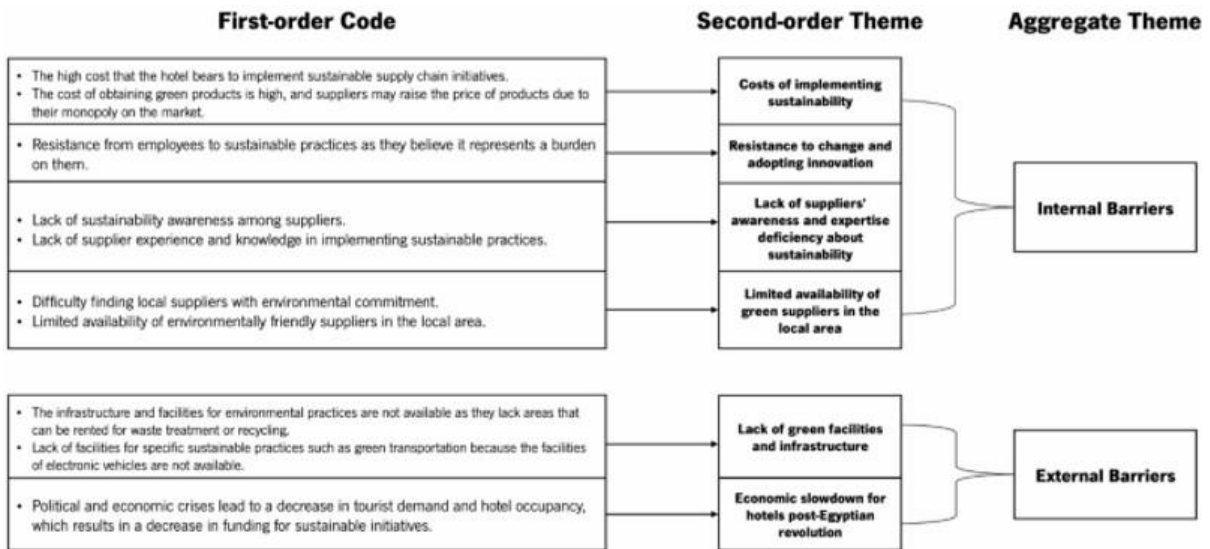 First-order Code
Second-order Theme
Aggregate Theme
• The high cost that the hotel bears to implement sustainable supply chain initiatives.
• The cost of obtaining green products is high, and suppliers may raise the price of products due to
their monopoly on the market.
Costs of implementing
sustainability
• Resistance from employees to sustainable practices as they believe it represents a burden
on them.
Resistance to change and
adopting innovation
• Lack of sustainability awareness among suppliers.
• Lack of supplier experience and knowledge in implementing sustainable practices.
Lack of suppliers'
awareness and expertise
deficiency about
sustainability
• Difficulty finding local suppliers with environmental commitment.
• Limited availability of environmentally friendly suppliers in the local area.
Limited availability of
green suppliers in the
local area
Internal Barriers
• The infrastructure and facilities for environmental practices are not available as they lack areas that
can be rented for waste treatment or recycling.
• Lack of facilities for specific sustainable practices such as green transportation because the facilities
of electronic vehicles are not available.
Lack of green facilities
and infrastructure
• Political and economic crises lead to a decrease in tourist demand and hotel occupancy,
which results in a decrease in funding for sustainable initiatives.
Economic slowdown for
hotels post-Egyptian
revolution
External Barriers